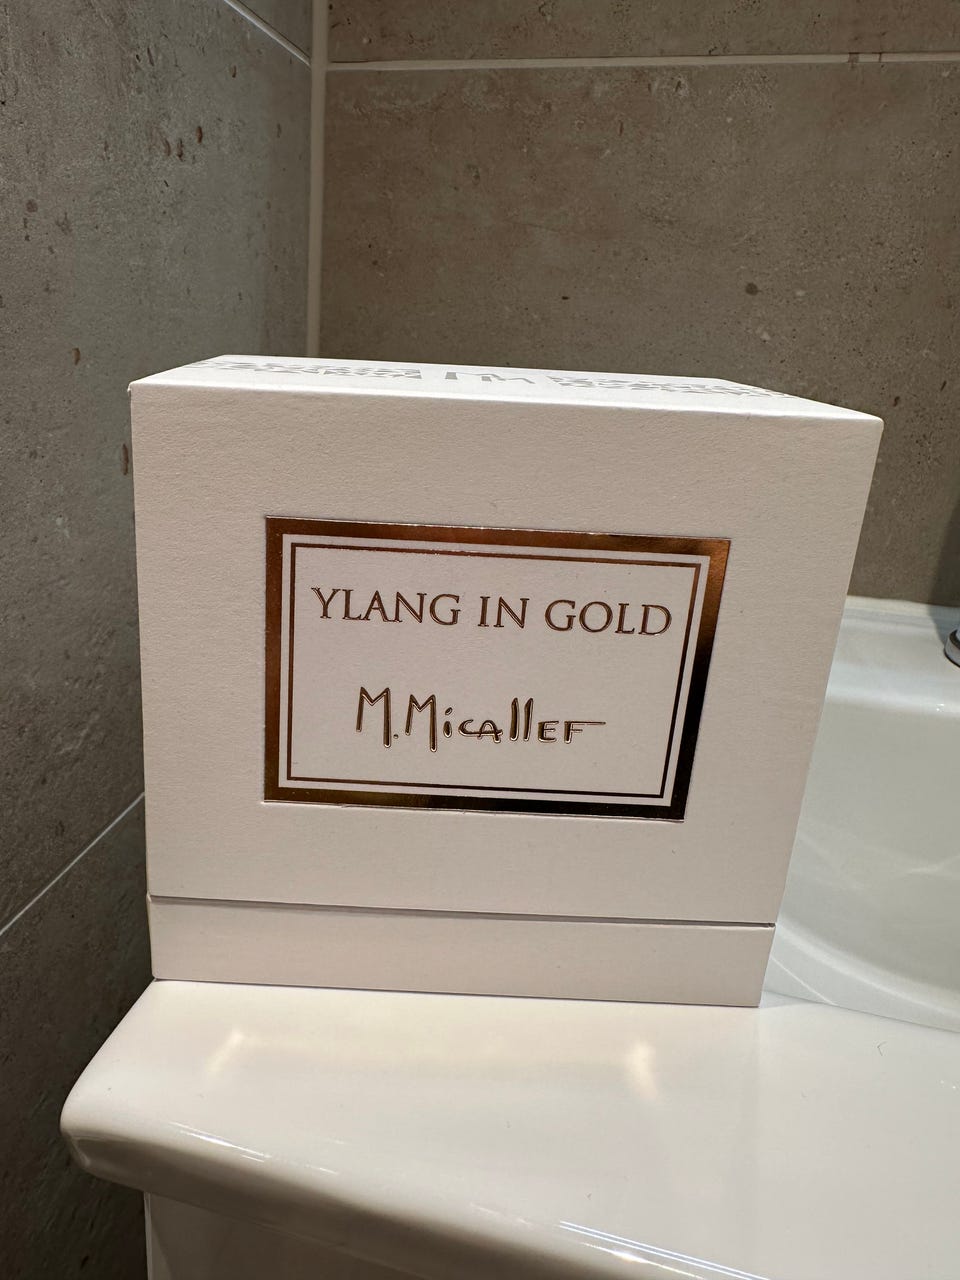 YLANG IN GOLD
M.Micallef